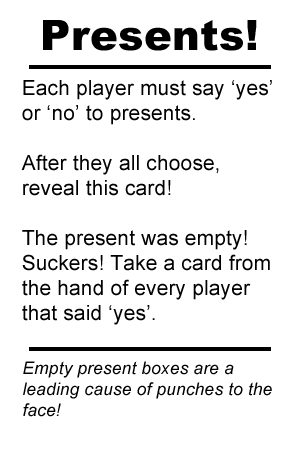 Presents!
Each player must say ‘yes’
or ‘no’ to presents.
After they all choose,
reveal this card!
The present was empty!
Suckers! Take a card from
the hand of every player
that said ‘yes’.
Empty present boxes are a
leading cause of punches to the
face!